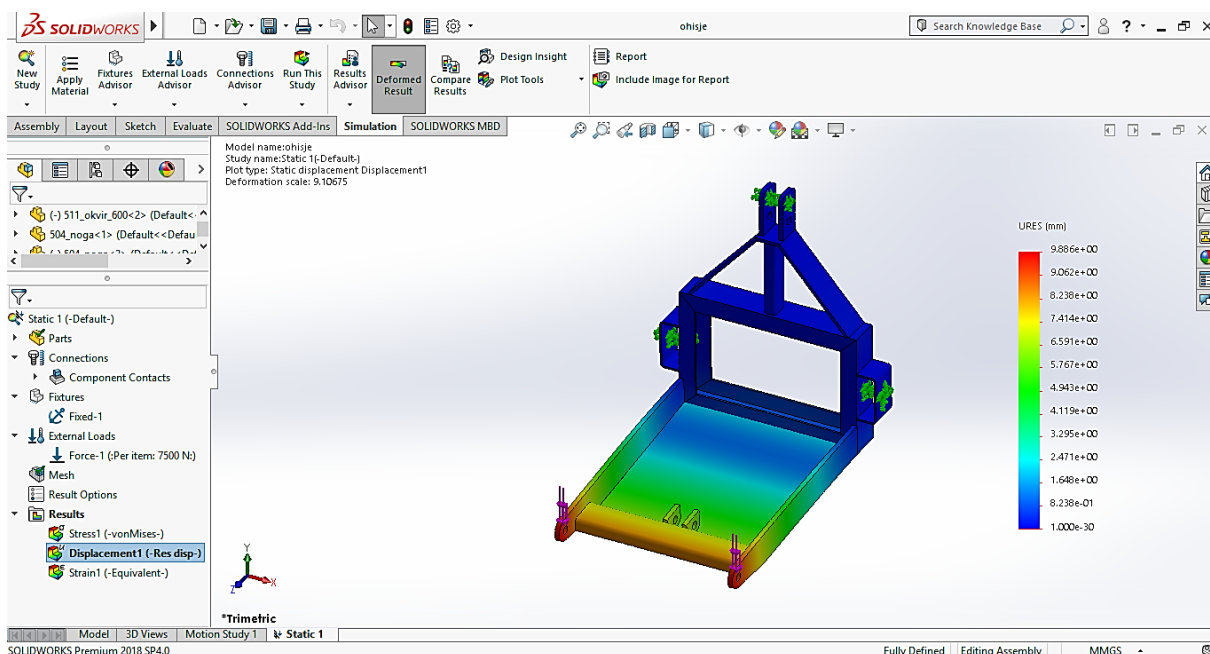 SOLIDWORKS
ohisje
Search Knowledge Base
?
New Study
Apply Material
Fixtures Advisor
External Loads Advisor
Connections Advisor
Run This Study
Results Advisor
Deformed Result
Compare Results
Design Insight
Plot Tools
Report
Include Image for Report
Assembly Layout Sketch Evaluate SOLIDWORKS Add-Ins Simulation SOLIDWORKS MBD
Model name:ohisje
Study name:Static 1(-Default-)
Plot type: Static displacement Displacement1
Deformation scale: 9.10675
(-) 511_okvir_600<2> (Default<
504_noga<1> (Default<<Defau
Static 1 (-Default-)
Parts
Connections
Component Contacts
Fixtures
Fixed-1
External Loads
Force-1 (:Per item: 7500 N:)
Mesh
Result Options
Results
Stress1 (-vonMises-)
Displacement1 (-Res disp-)
Strain1 (-Equivalent-)
URES (mm)
9.886e+00
9.062e+00
8.238e+00
7.414e+00
6.591e+00
5.767e+00
4.943e+00
4.119e+00
3.295e+00
2.471e+00
1.648e+00
8.238e-01
1.000e-30
Y
X
Z
*Trimetric
Model 3D Views Motion Study 1 Static 1
SOLIDWORKS Premium 2018 SP4.0
Fully Defined Editing Assembly MMGS